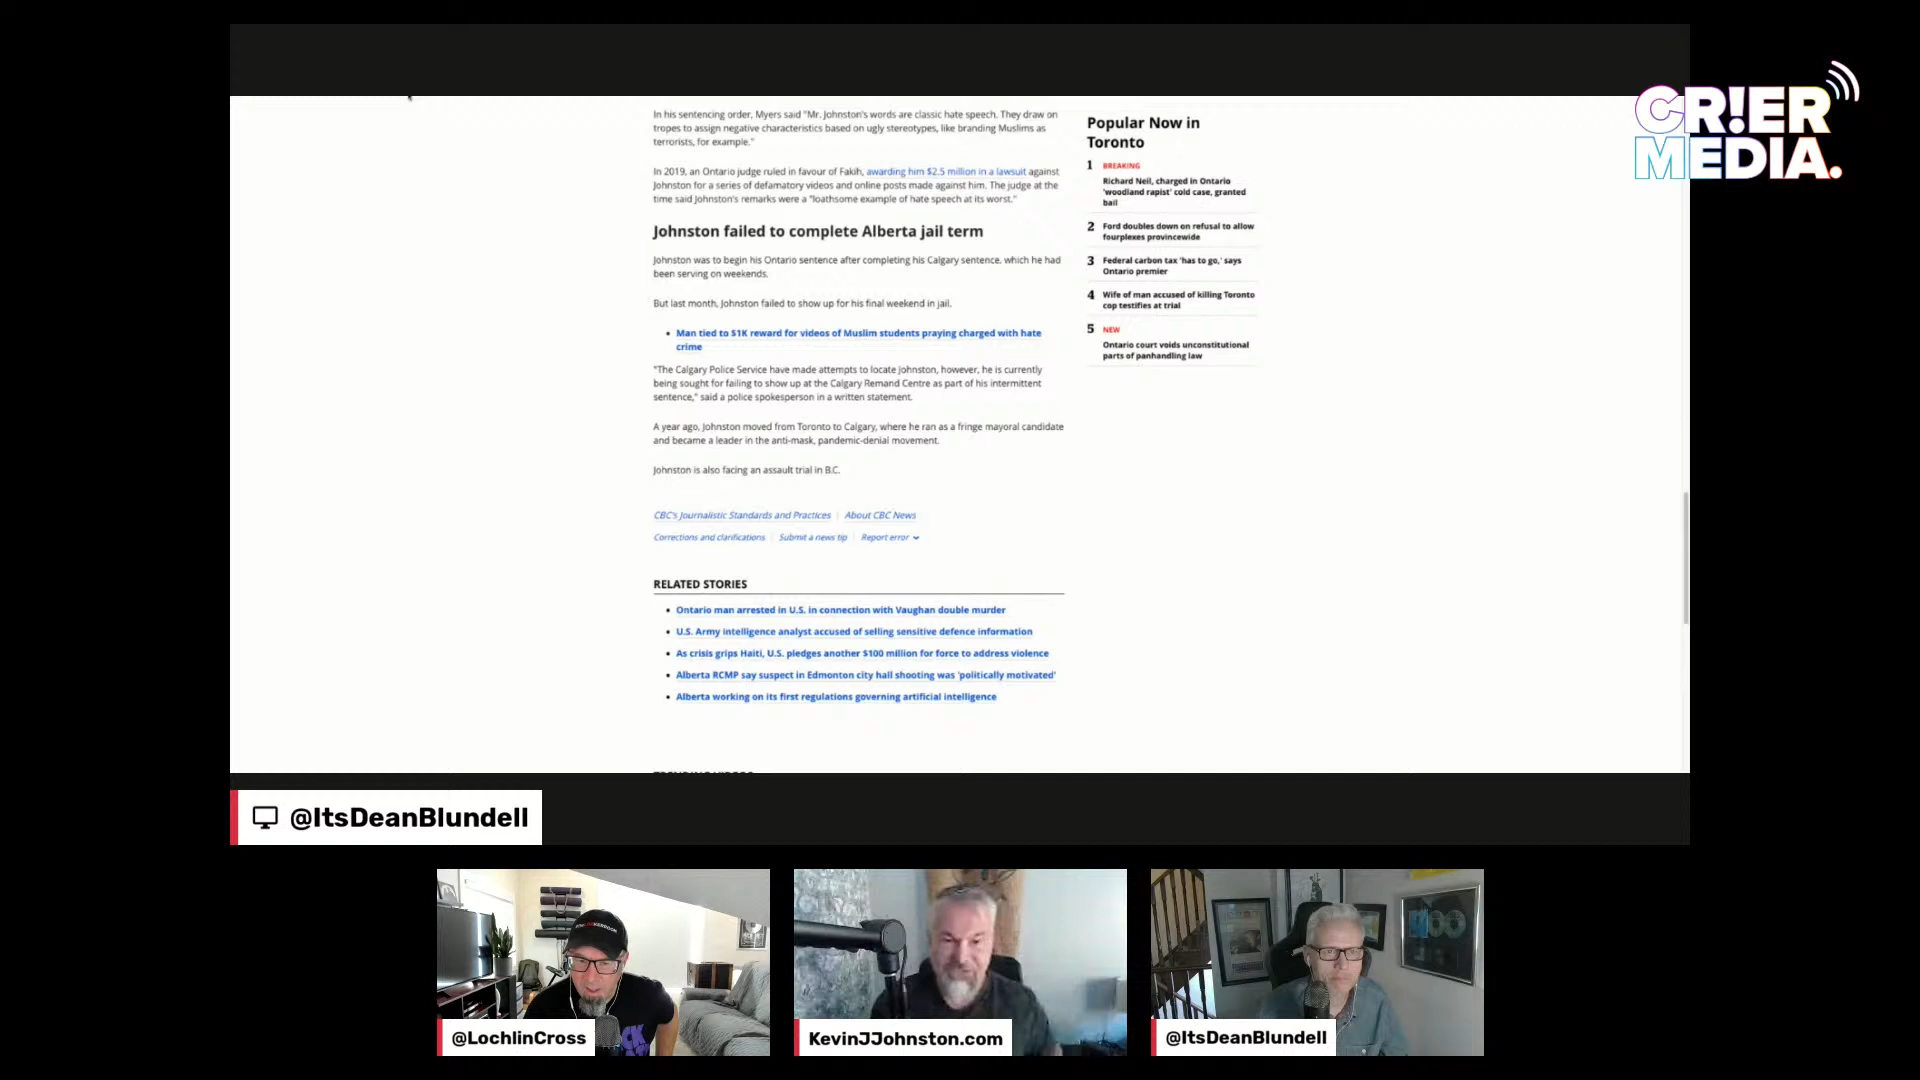 CR!ER
MEDIA.
In his sentencing order, Myers said "Mr. Johnston's words are classic hate speech. They draw on
tropes to assign negative characteristics based on ugly stereotypes, like branding Muslims as
terrorists, for example."
In 2019, an Ontario judge ruled in favour of Fakih, awarding him $2.5 million in a lawsuit against
Johnston for a series of defamatory videos and online posts made against him. The judge at the
time said Johnston's remarks were a "loathsome example of hate speech at its worst."
Johnston failed to complete Alberta jail term
Johnston was to begin his Ontario sentence after completing his Calgary sentence, which he had
been serving on weekends.
But last month, Johnston failed to show up for his final weekend in jail.
• Man tied to $1K reward for videos of Muslim students praying charged with hate
crime
"The Calgary Police Service have made attempts to locate Johnston, however, he is currently
being sought for failing to show up at the Calgary Remand Centre as part of his intermittent
sentence," said a police spokesperson in a written statement.
A year ago, Johnston moved from Toronto to Calgary, where he ran as a fringe mayoral candidate
and became a leader in the anti-mask, pandemic-denial movement.
Johnston is also facing an assault trial in B.C.
CBC's Journalistic Standards and Practices | About CBC News
Corrections and clarifications | Submit a news tip | Report error
RELATED STORIES
• Ontario man arrested in U.S. in connection with Vaughan double murder
• U.S. Army intelligence analyst accused of selling sensitive defence information
• As crisis grips Haiti, U.S. pledges another $100 million for force to address violence
• Alberta RCMP say suspect in Edmonton city hall shooting was 'politically motivated'
• Alberta working on its first regulations governing artificial intelligence
Popular Now in
Toronto
1 BREAKING
Richard Neil, charged in Ontario
'woodland rapist' cold case, granted
bail
2 Ford doubles down on refusal to allow
fourplexes provincewide
3 Federal carbon tax 'has to go,' says
Ontario premier
4 Wife of man accused of killing Toronto
cop testifies at trial
5 NEW
Ontario court voids unconstitutional
parts of panhandling law
@ItsDeanBlundell
@LochlinCross
KevinJJohnston.com
@ItsDeanBlundell